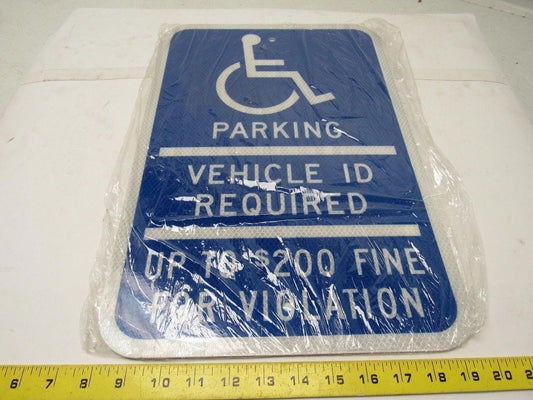 PARKING
VEHICLE ID
REQUIRED
UP TO $200 FINE
FOR VIOLATION
6 7 8 9 10 11 12 13 14 15 16 17 18 19 20